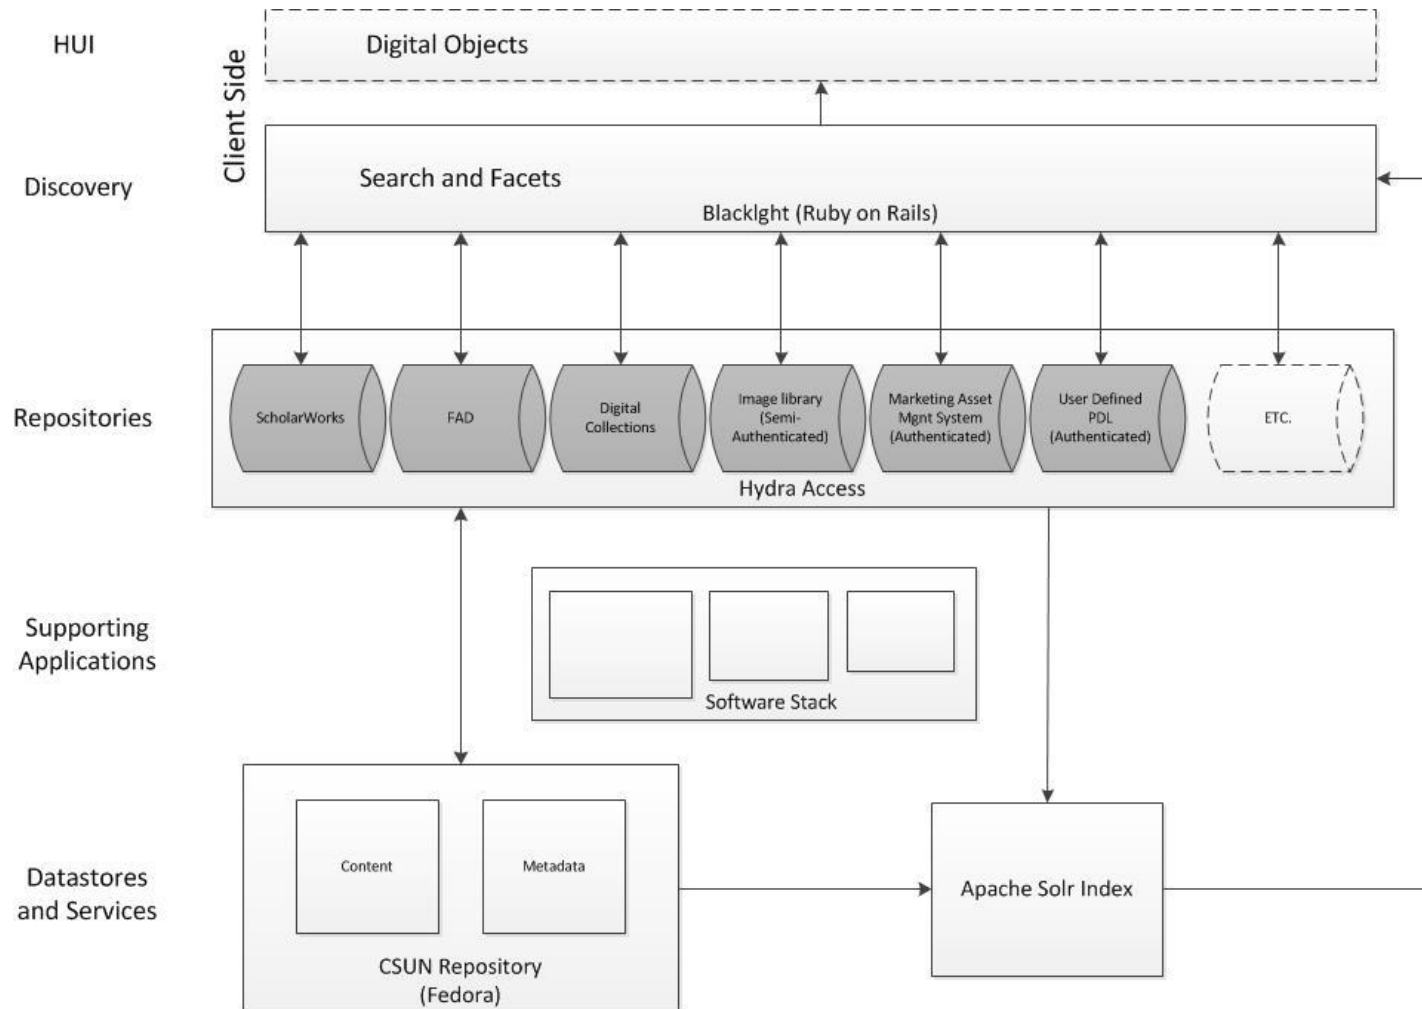 HUI
Client Side
Digital Objects
Discovery
Search and Facets
Blacklght (Ruby on Rails)
Repositories
ScholarWorks
FAD
Digital
Collections
Image library
(Semi-
Authenticated)
Marketing Asset
Mgnt System
(Authenticated)
User Defined
PDL
(Authenticated)
ETC.
Hydra Access
Supporting
Applications
Software Stack
Datastores
and Services
Content
Metadata
CSUN Repository
(Fedora)
Apache Solr Index